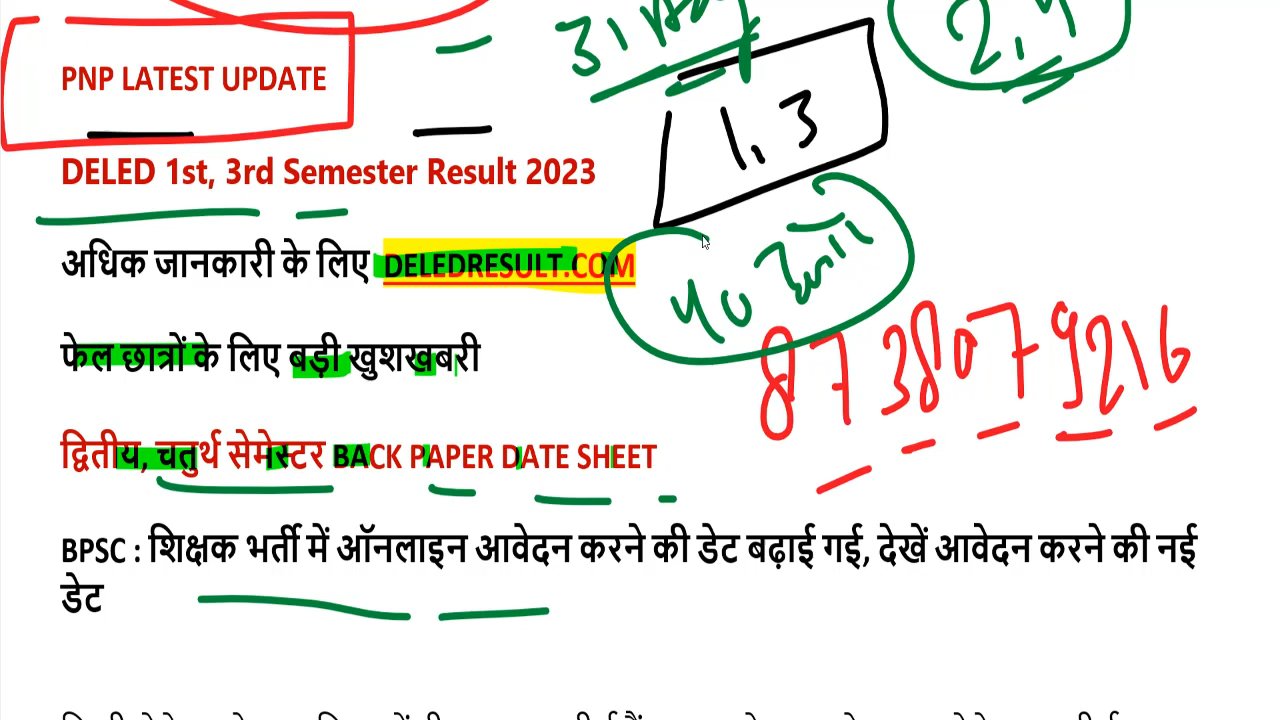 31
2,4
PNP LATEST UPDATE
1,3
DELED 1st, 3rd Semester Result 2023
अधिक जानकारी के लिए DELEDRESULT.COM
40
फेल छात्रों के लिए बड़ी खुशखबरी
8738079216
द्वितीय, चतुर्थ सेमेस्टर BACK PAPER DATE SHEET
BPSC : शिक्षक भर्ती में ऑनलाइन आवेदन करने की डेट बढ़ाई गई, देखें आवेदन करने की नई
डेट